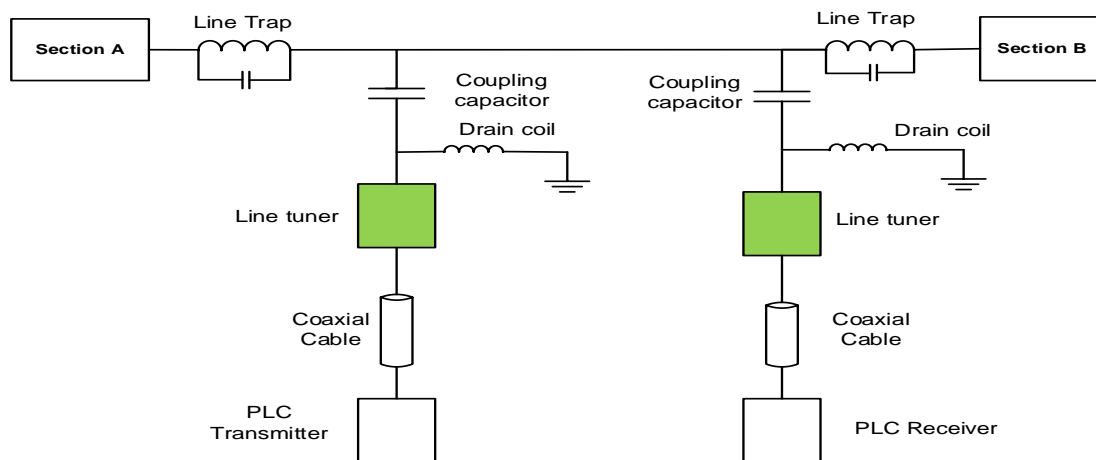 Line Trap
Line Trap
Section A
Section B
Coupling
capacitor
Coupling
capacitor
Drain coil
Drain coil
Line tuner
Line tuner
Coaxial
Cable
Coaxial
Cable
PLC
Transmitter
PLC Receiver